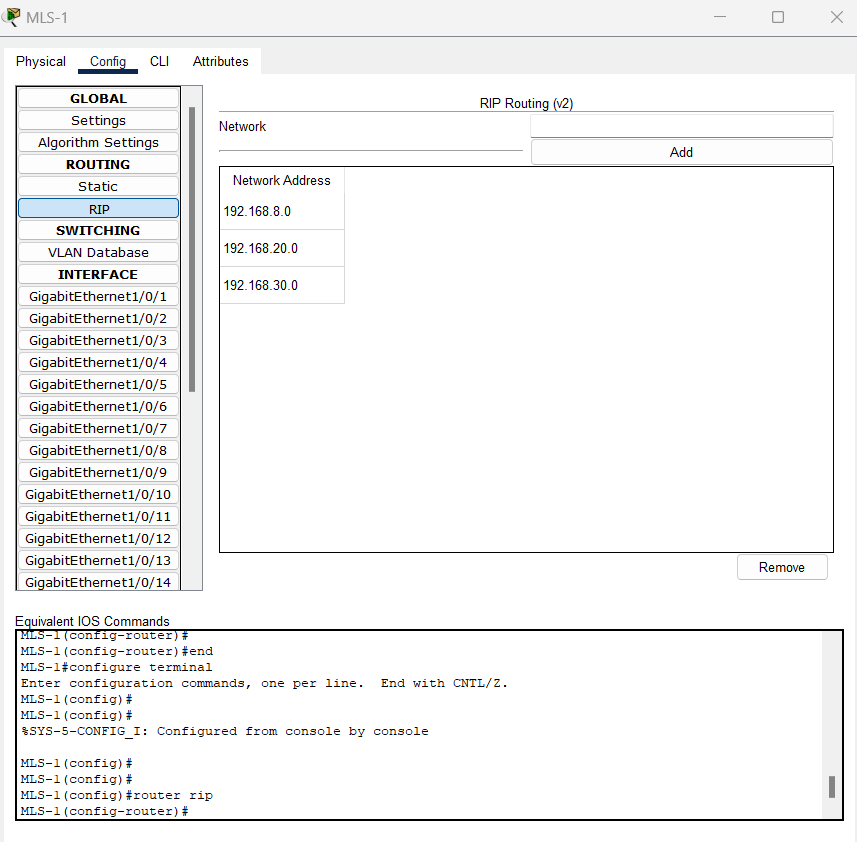 MLS-1
Physical Config CLI Attributes
GLOBAL
Settings
Algorithm Settings
ROUTING
Static
RIP
SWITCHING
VLAN Database
INTERFACE
GigabitEthernet1/0/1
GigabitEthernet1/0/2
GigabitEthernet1/0/3
GigabitEthernet1/0/4
GigabitEthernet1/0/5
GigabitEthernet1/0/6
GigabitEthernet1/0/7
GigabitEthernet1/0/8
GigabitEthernet1/0/9
GigabitEthernet1/0/10
GigabitEthernet1/0/11
GigabitEthernet1/0/12
GigabitEthernet1/0/13
GigabitEthernet1/0/14
RIP Routing (v2)
Network
Add
Network Address
192.168.8.0
192.168.20.0
192.168.30.0
Remove
Equivalent IOS Commands
MLS-1(config-router)#
MLS-1(config-router)#end
MLS-1#configure terminal
Enter configuration commands, one per line.  End with CNTL/Z.
MLS-1(config)#
MLS-1(config)#
%SYS-5-CONFIG_I: Configured from console by console
MLS-1(config)#
MLS-1(config)#
MLS-1(config)#router rip
MLS-1(config-router)#